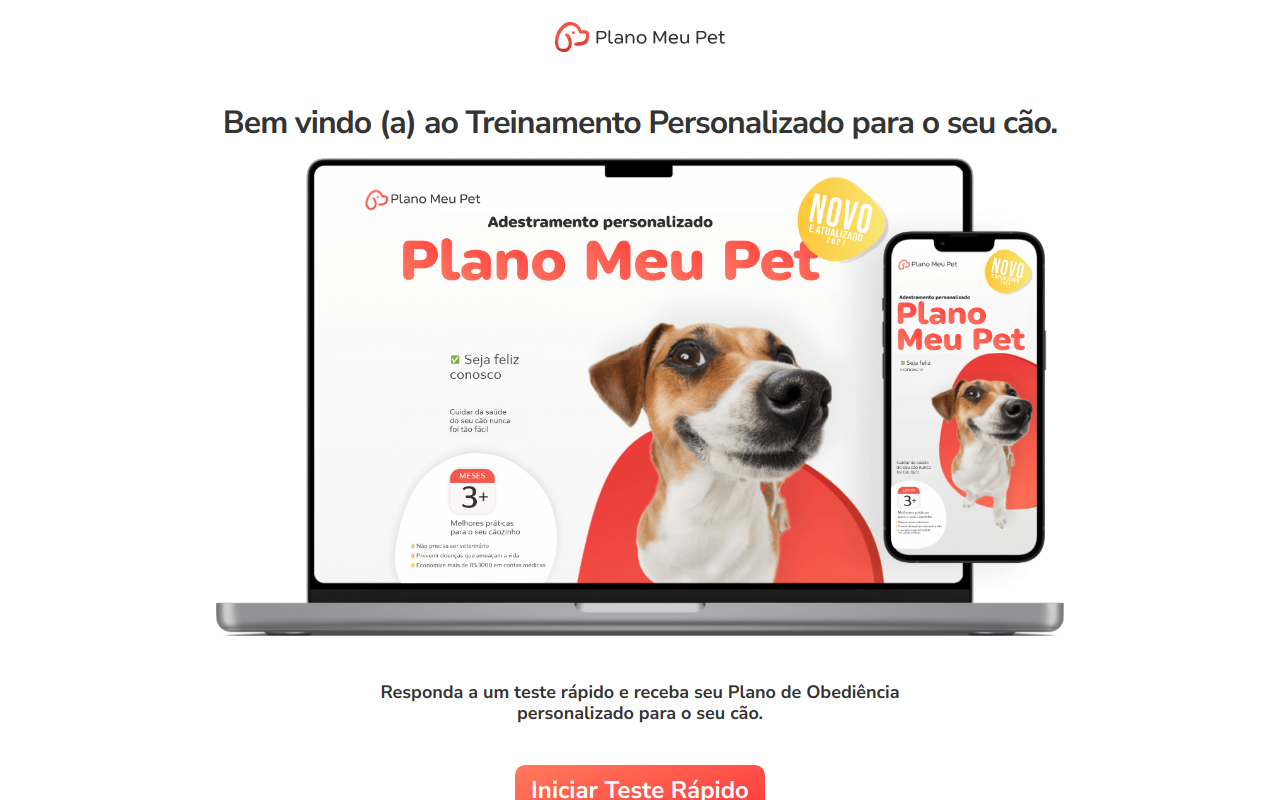 Plano Meu Pet
Bem vindo (a) ao Treinamento Personalizado para o seu cão.
Plano Meu Pet
Adestramento personalizado
Plano Meu Pet
NOVO
E ATUALIZADO
✅ Seja feliz
conosco
Cuidar da saúde
do seu cão nunca
foi tão fácil
MESES
3+
Melhores práticas
para o seu cãozinho
Não precisa ser veterinário
Prevenir doenças que ameaçam a vida
Economize mais de R$3000 em contas médicas
Plano Meu Pet
NOVO
Adestramento personalizado
Plano
Meu Pet
✅ Seja feliz
conosco
Cuidar da saúde
do seu cão nunca
foi tão fácil
MESES
3+
Melhores práticas
para o seu cãozinho
Responda a um teste rápido e receba seu Plano de Obediência
personalizado para o seu cão.
Iniciar Teste Rápido